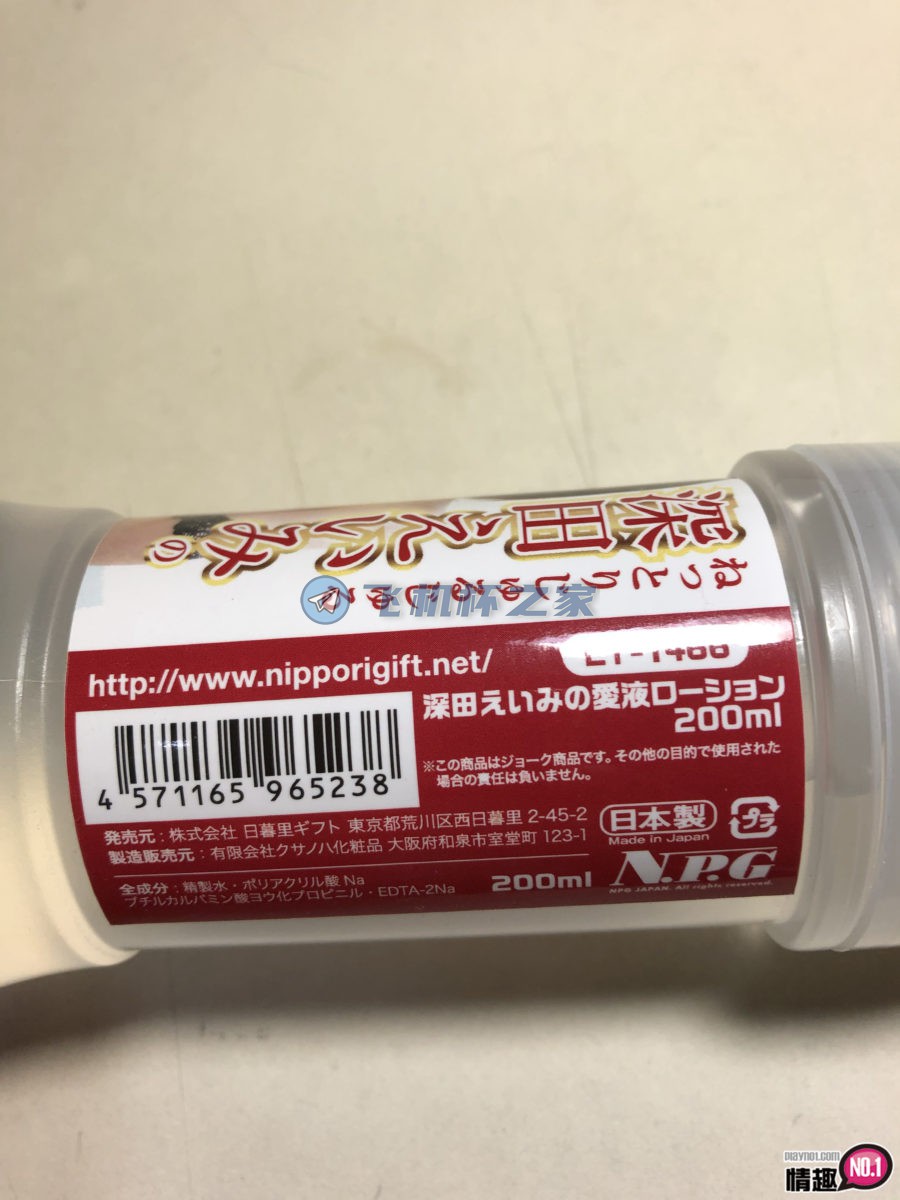 深田えいみの
ねっとりじゅるじゅる
飞机杯之家
http://www.nipporigift.net/
深田えいみの愛液ローション
200ml
※この商品はジョーク商品です。その他の目的で使用された
場合の責任は負いません。
4 571165 965238
発売元:株式会社 日暮里ギフト 東京都荒川区西日暮里 2-45-2
製造販売元:有限会社クサノハ化粧品 大阪府和泉市室堂町 123-1
日本製
Made in Japan
プラ
全成分:精製水・ポリアクリル酸 Na
ブチルカルバミン酸ヨウ化プロピニル・EDTA-2Na
200ml
N.P.G
NPG JAPAN. All rights reserved.
playno1.com
情趣 NO.1